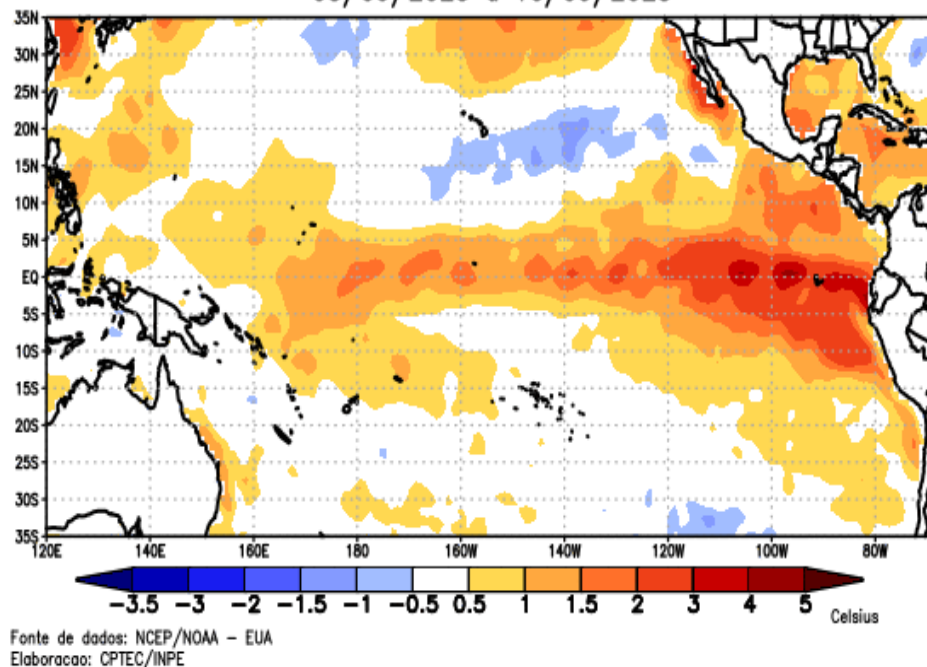 35N
30N
25N
20N
15N
10N
5N
EQ
5S
10S
15S
20S
25S
30S
35S
120E 140E 160E 180 160W 140W 120W 100W 80W
-3.5 -3 -2 -1.5 -1 -0.5 0.5 1 1.5 2 3 4 5
Celsius
Fonte de dados: NCEP/NOAA - EUA
Elaboracao: CPTEC/INPE